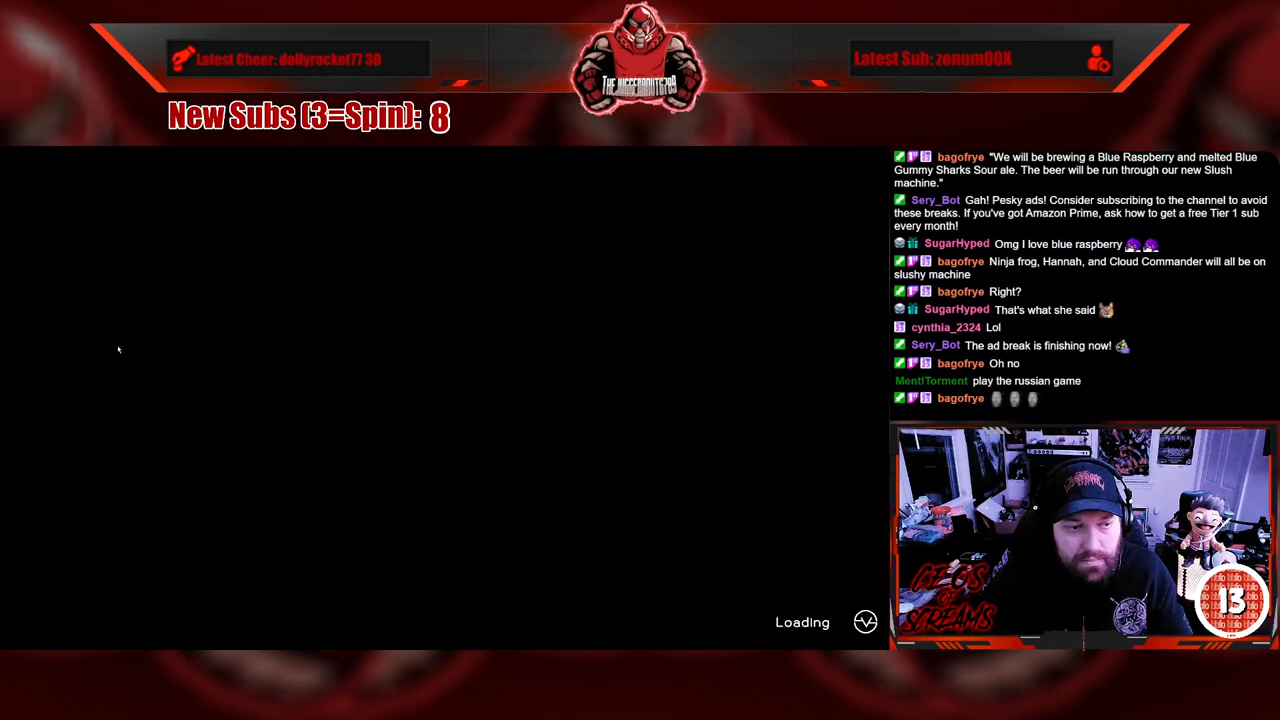 Latest Cheer: dollyrocket77 30
THEJUGGERNAUT6789
Latest Sub: zonum00X
New Subs (3=Spin): 8
bagofrye "We will be brewing a Blue Raspberry and melted Blue
Gummy Sharks Sour ale. The beer will be run through our new Slush
machine."
Sery_Bot Gah! Pesky ads! Consider subscribing to the channel to avoid
these breaks. If you've got Amazon Prime, ask how to get a free Tier 1 sub
every month!
SugarHyped Omg I love blue raspberry
bagofrye Ninja frog, Hannah, and Cloud Commander will all be on
slushy machine
bagofrye Right?
SugarHyped That's what she said
cynthia_2324 Lol
Sery_Bot The ad break is finishing now!
bagofrye Oh no
MentlTorment play the russian game
bagofrye
Loading
SCREAMS
13